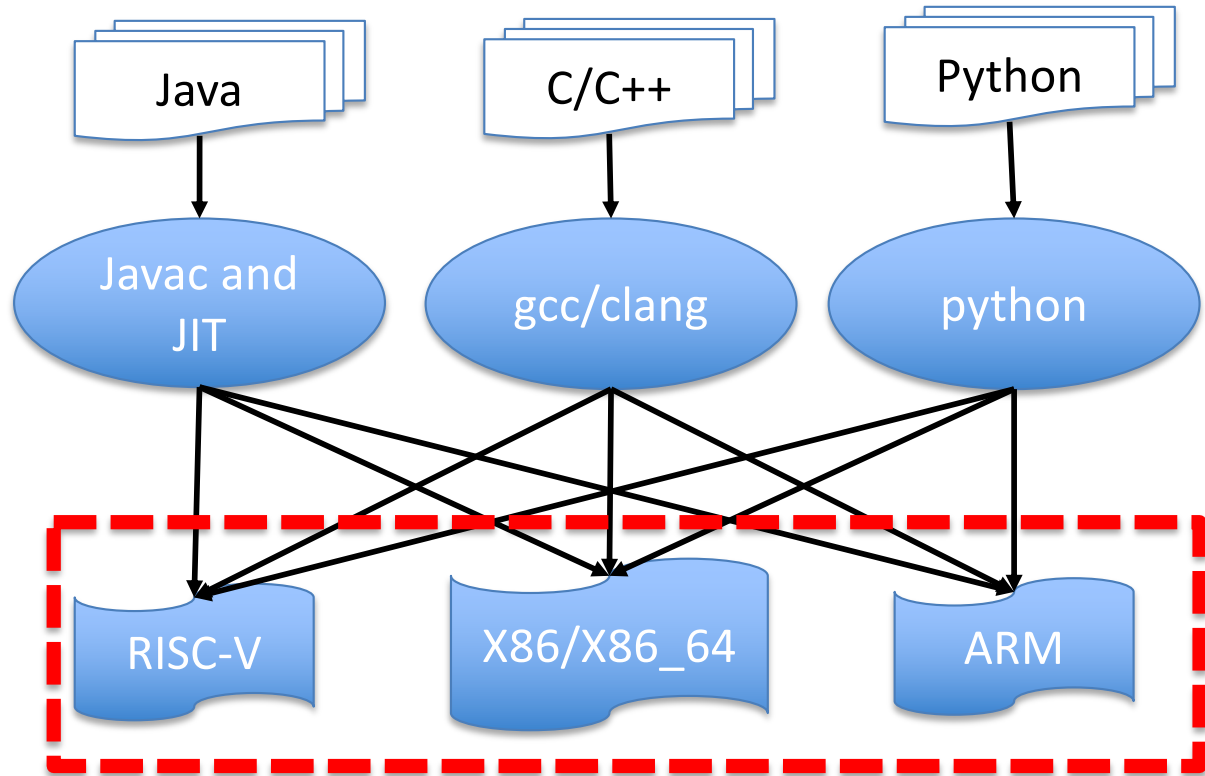 Java
C/C++
Python
Javac and
JIT
gcc/clang
python
RISC-V
X86/X86_64
ARM